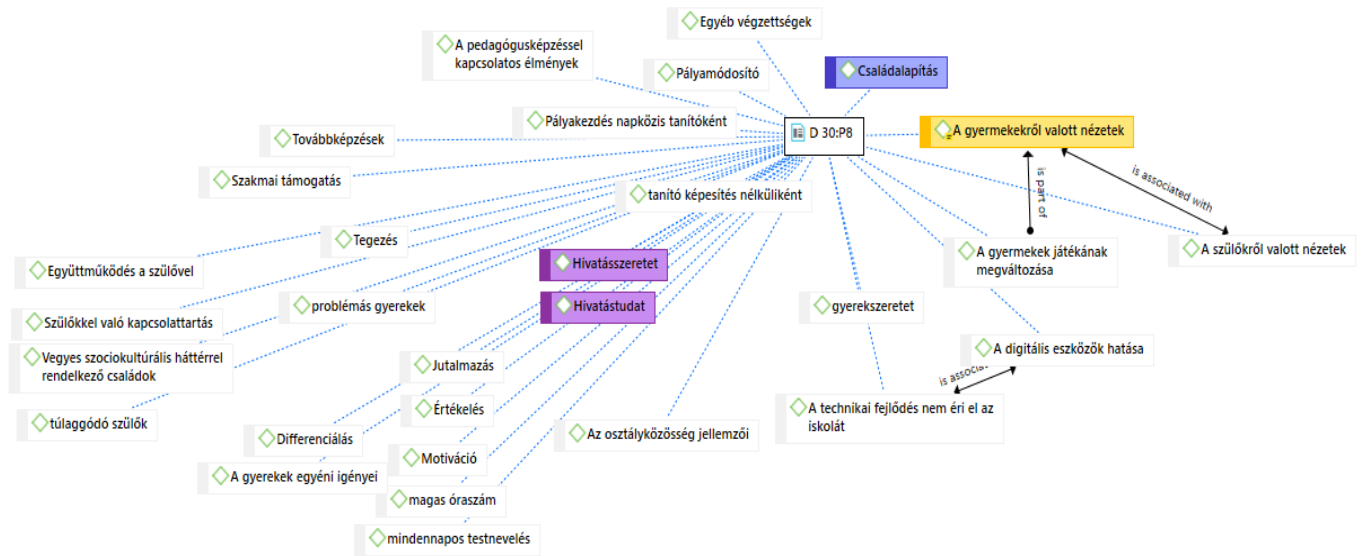 Egyéb végzettségek
A pedagógusképzéssel
kapcsolatos élmények
Pályamódosító
Családalapítás
Pályakezdés napközis tanítóként
D 30:P8
A gyermekekről valott nézetek
Továbbképzések
Szakmai támogatás
tanító képesítés nélküliként
is part of
is associated with
Tegezés
A gyermekek játékának
megváltozása
A szülőkről valott nézetek
Együttműködés a szülővel
Hivatásszeretet
problémás gyerekek
Hivatástudat
gyerekszeretet
Szülőkkel való kapcsolattartás
Vegyes szociokulturális háttérrel
rendelkező családok
A digitális eszközök hatása
Jutalmazás
is associa
Értékelés
A technikai fejlődés nem éri el az
iskolát
túlaggódó szülők
Differenciálás
Az osztályközösség jellemzői
Motiváció
A gyerekek egyéni igényei
magas óraszám
mindennapos testnevelés